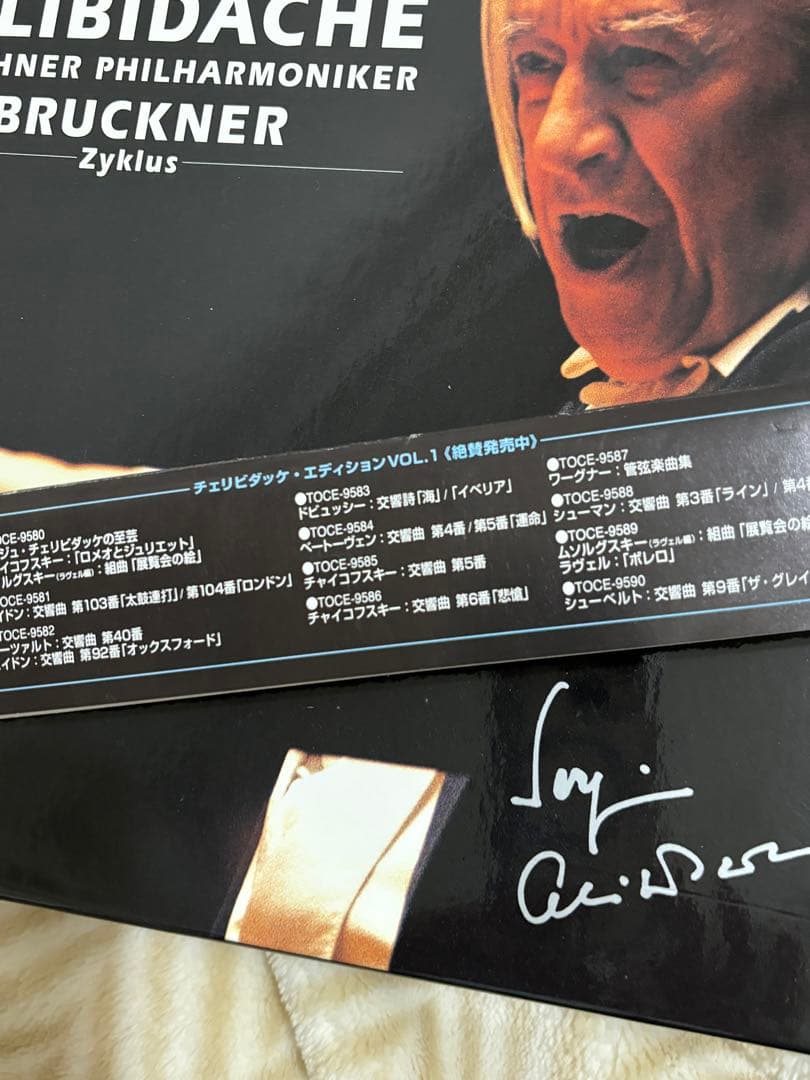 LIBIDACHE
HNER PHILHARMONIKER
BRUCKNER
Zyklus
チェリビダッケ・エディションVOL.1《絶賛発売中》
OCE-9580
ジュ・チェリビダッケの至芸
イコフスキー:「ロメオとジュリエット」
ルグスキー(ラヴェル編):組曲「展覧会の絵」
TOCE-9581
イドン:交響曲 第103番「太鼓連打」/第104番「ロンドン」
TOCE-9582
ーツァルト:交響曲 第40番
イドン:交響曲 第92番「オックスフォード」
●TOCE-9583
ドビュッシー:交響詩「海」/「イベリア」
●TOCE-9584
ベートーヴェン:交響曲 第4番/第5番「運命」
●TOCE-9585
チャイコフスキー:交響曲 第5番
●TOCE-9586
チャイコフスキー:交響曲 第6番「悲愴」
●TOCE-9587
ワーグナー:管弦楽曲集
●TOCE-9588
シューマン:交響曲 第3番「ライン」/第4
●TOCE-9589
ムソルグスキー(ラヴェル編):組曲「展覧会の絵
ラヴェル:「ボレロ」
●TOCE-9590
シューベルト:交響曲 第9番「ザ・グレイ